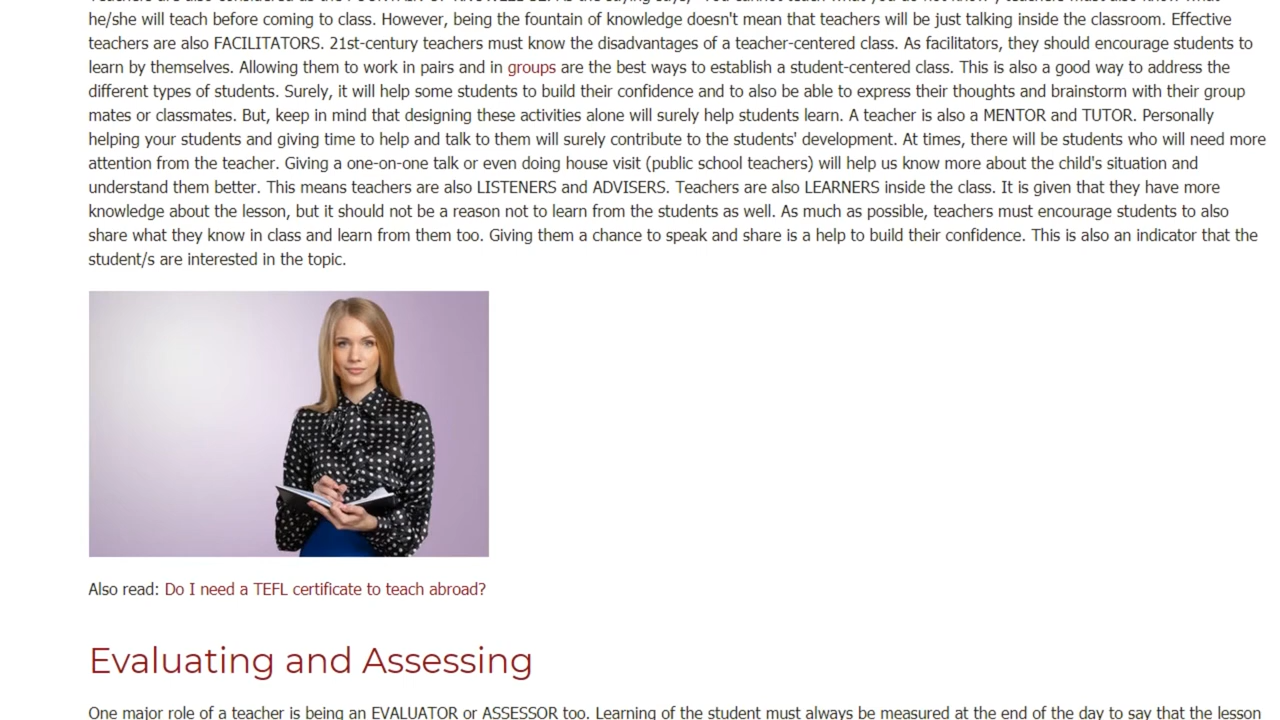 he/she will teach before coming to class. However, being the fountain of knowledge doesn't mean that teachers will be just talking inside the classroom. Effective
teachers are also FACILITATORS. 21st-century teachers must know the disadvantages of a teacher-centered class. As facilitators, they should encourage students to
learn by themselves. Allowing them to work in pairs and in groups are the best ways to establish a student-centered class. This is also a good way to address the
different types of students. Surely, it will help some students to build their confidence and to also be able to express their thoughts and brainstorm with their group
mates or classmates. But, keep in mind that designing these activities alone will surely help students learn. A teacher is also a MENTOR and TUTOR. Personally
helping your students and giving time to help and talk to them will surely contribute to the students' development. At times, there will be students who will need more
attention from the teacher. Giving a one-on-one talk or even doing house visit (public school teachers) will help us know more about the child's situation and
understand them better. This means teachers are also LISTENERS and ADVISERS. Teachers are also LEARNERS inside the class. It is given that they have more
knowledge about the lesson, but it should not be a reason not to learn from the students as well. As much as possible, teachers must encourage students to also
share what they know in class and learn from them too. Giving them a chance to speak and share is a help to build their confidence. This is also an indicator that the
student/s are interested in the topic.
Also read: Do I need a TEFL certificate to teach abroad?
Evaluating and Assessing
One major role of a teacher is being an EVALUATOR or ASSESSOR too. Learning of the student must always be measured at the end of the day to say that the lesson